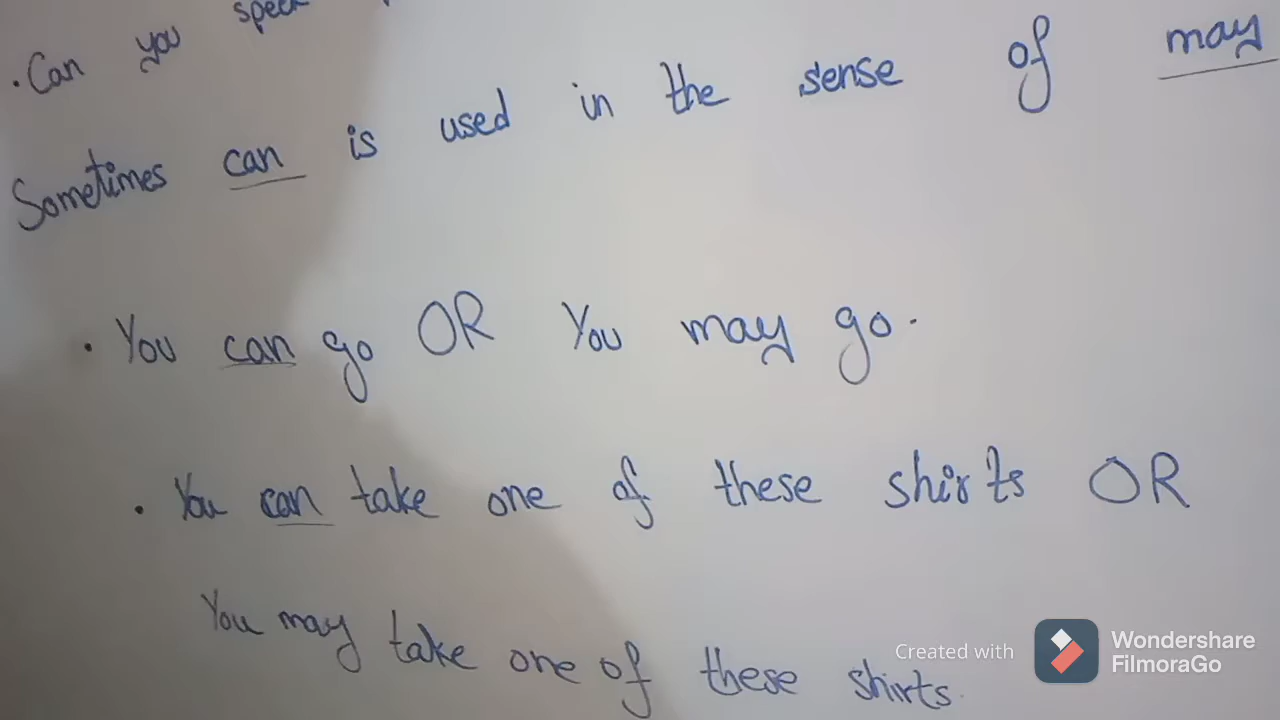 . Can you speak
Sometimes can is used in the sense of may
. You can go OR You may go.
. You can take one of these shirts OR
You may take one of these shirts.
Created with Wondershare FilmoraGo